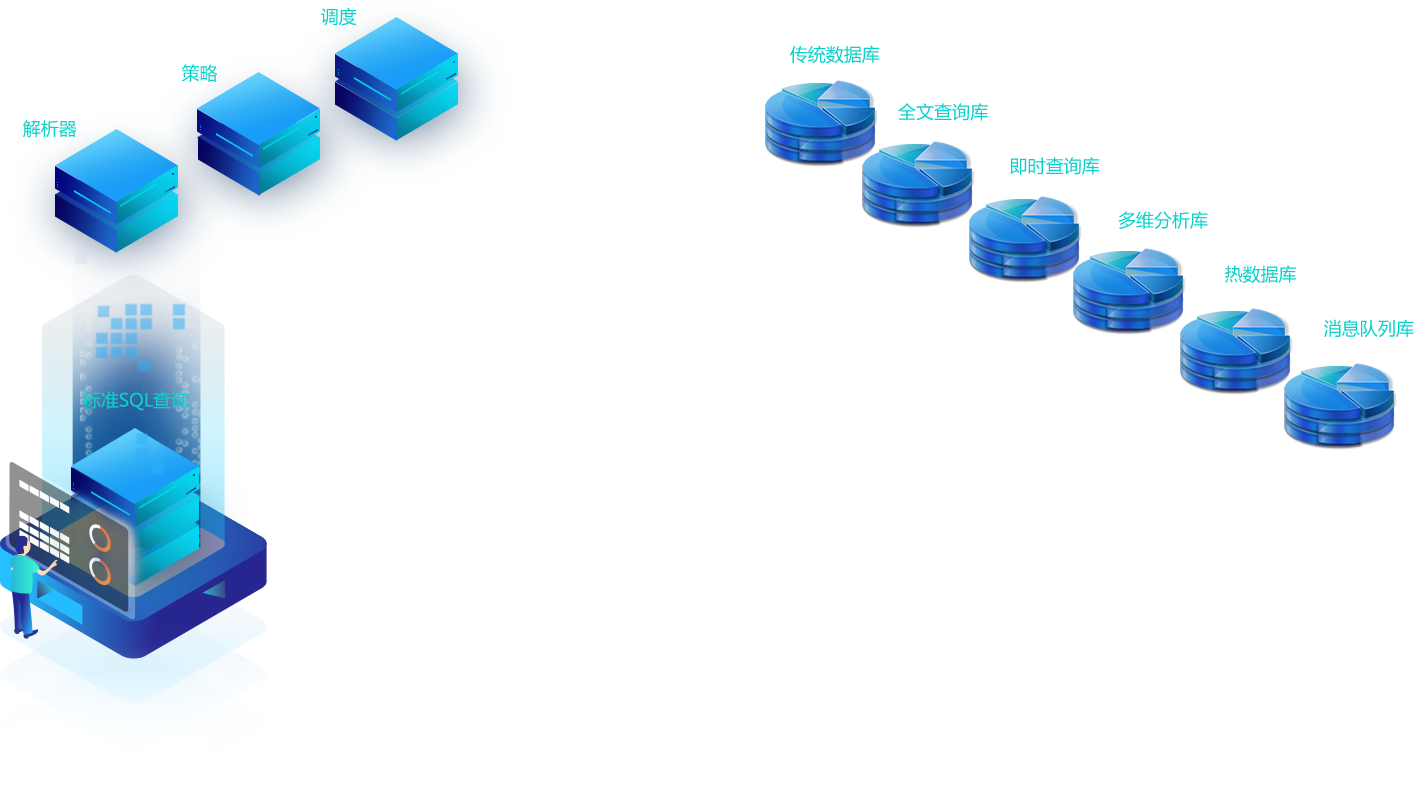 调度
策略
解析器
标准SQL查询
传统数据库
全文查询库
即时查询库
多维分析库
热数据库
消息队列库